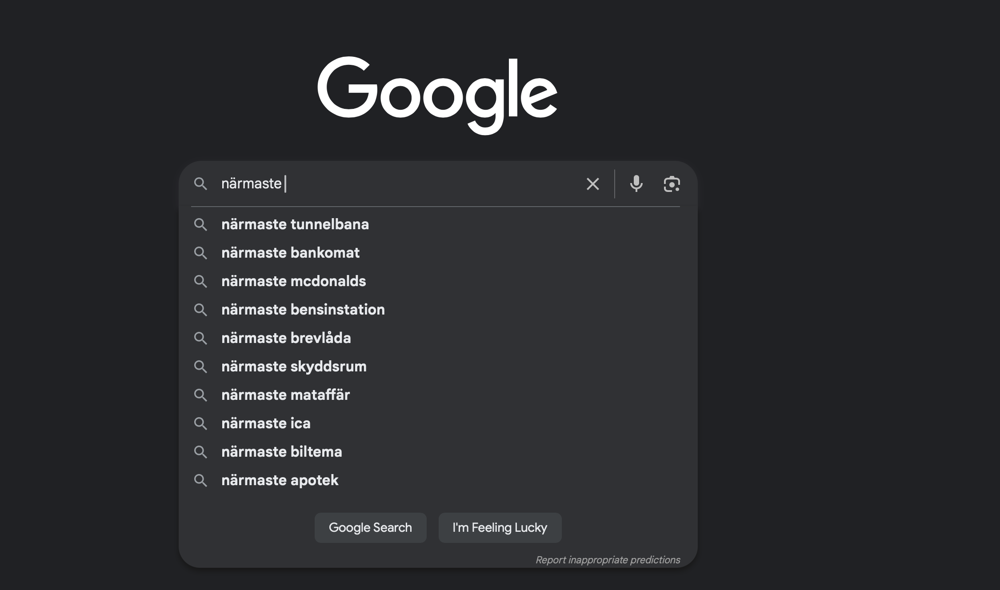 Google
närmaste
närmaste tunnelbana
närmaste bankomat
närmaste mcdonalds
närmaste bensinstation
närmaste brevlåda
närmaste skyddsrum
närmaste mataffär
närmaste ica
närmaste biltema
närmaste apotek
Google Search
I'm Feeling Lucky
Report inappropriate predictions